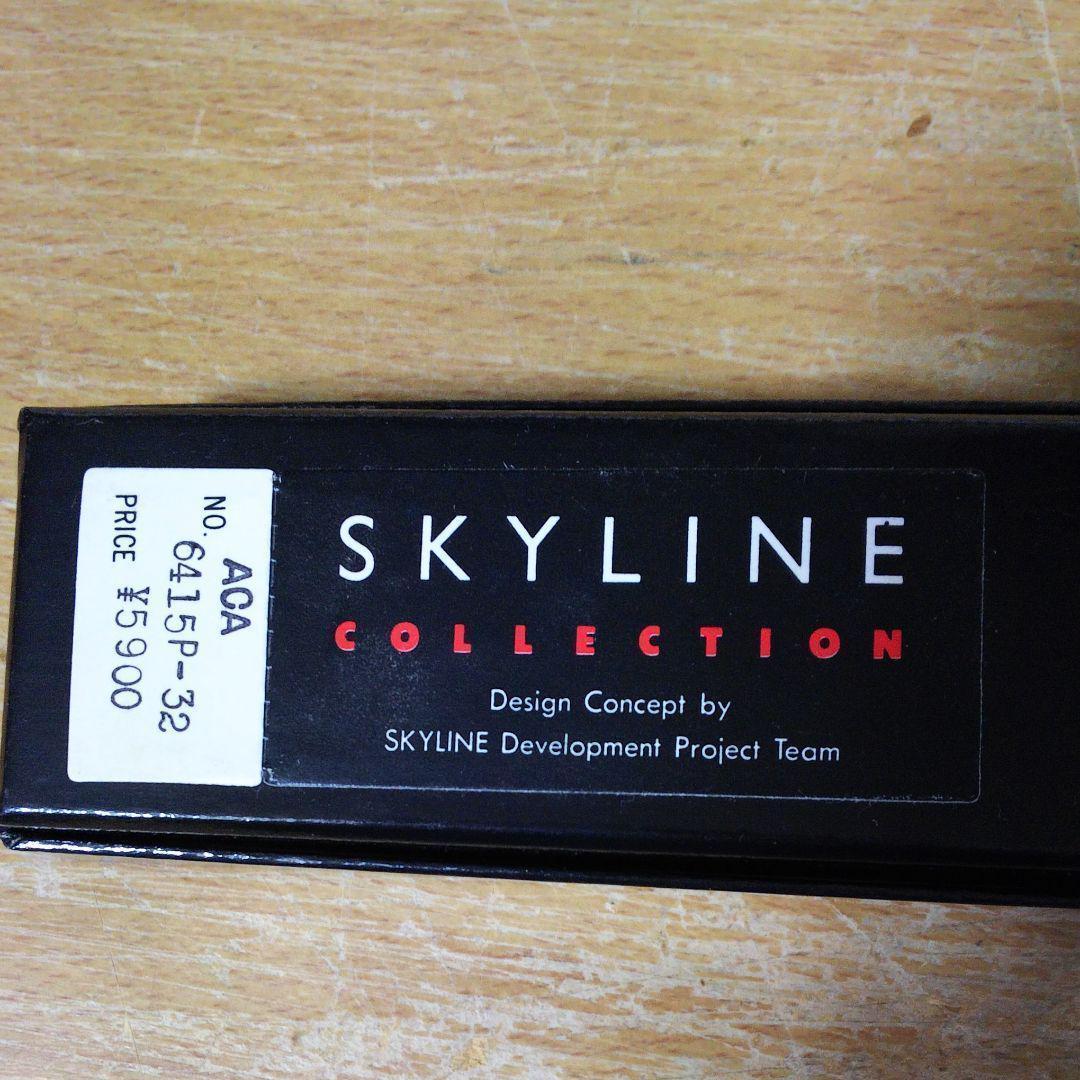 ACA
NO. 6415P-32
PRICE ¥5900
SKYLINE
COLLECTION
Design Concept by
SKYLINE Development Project Team